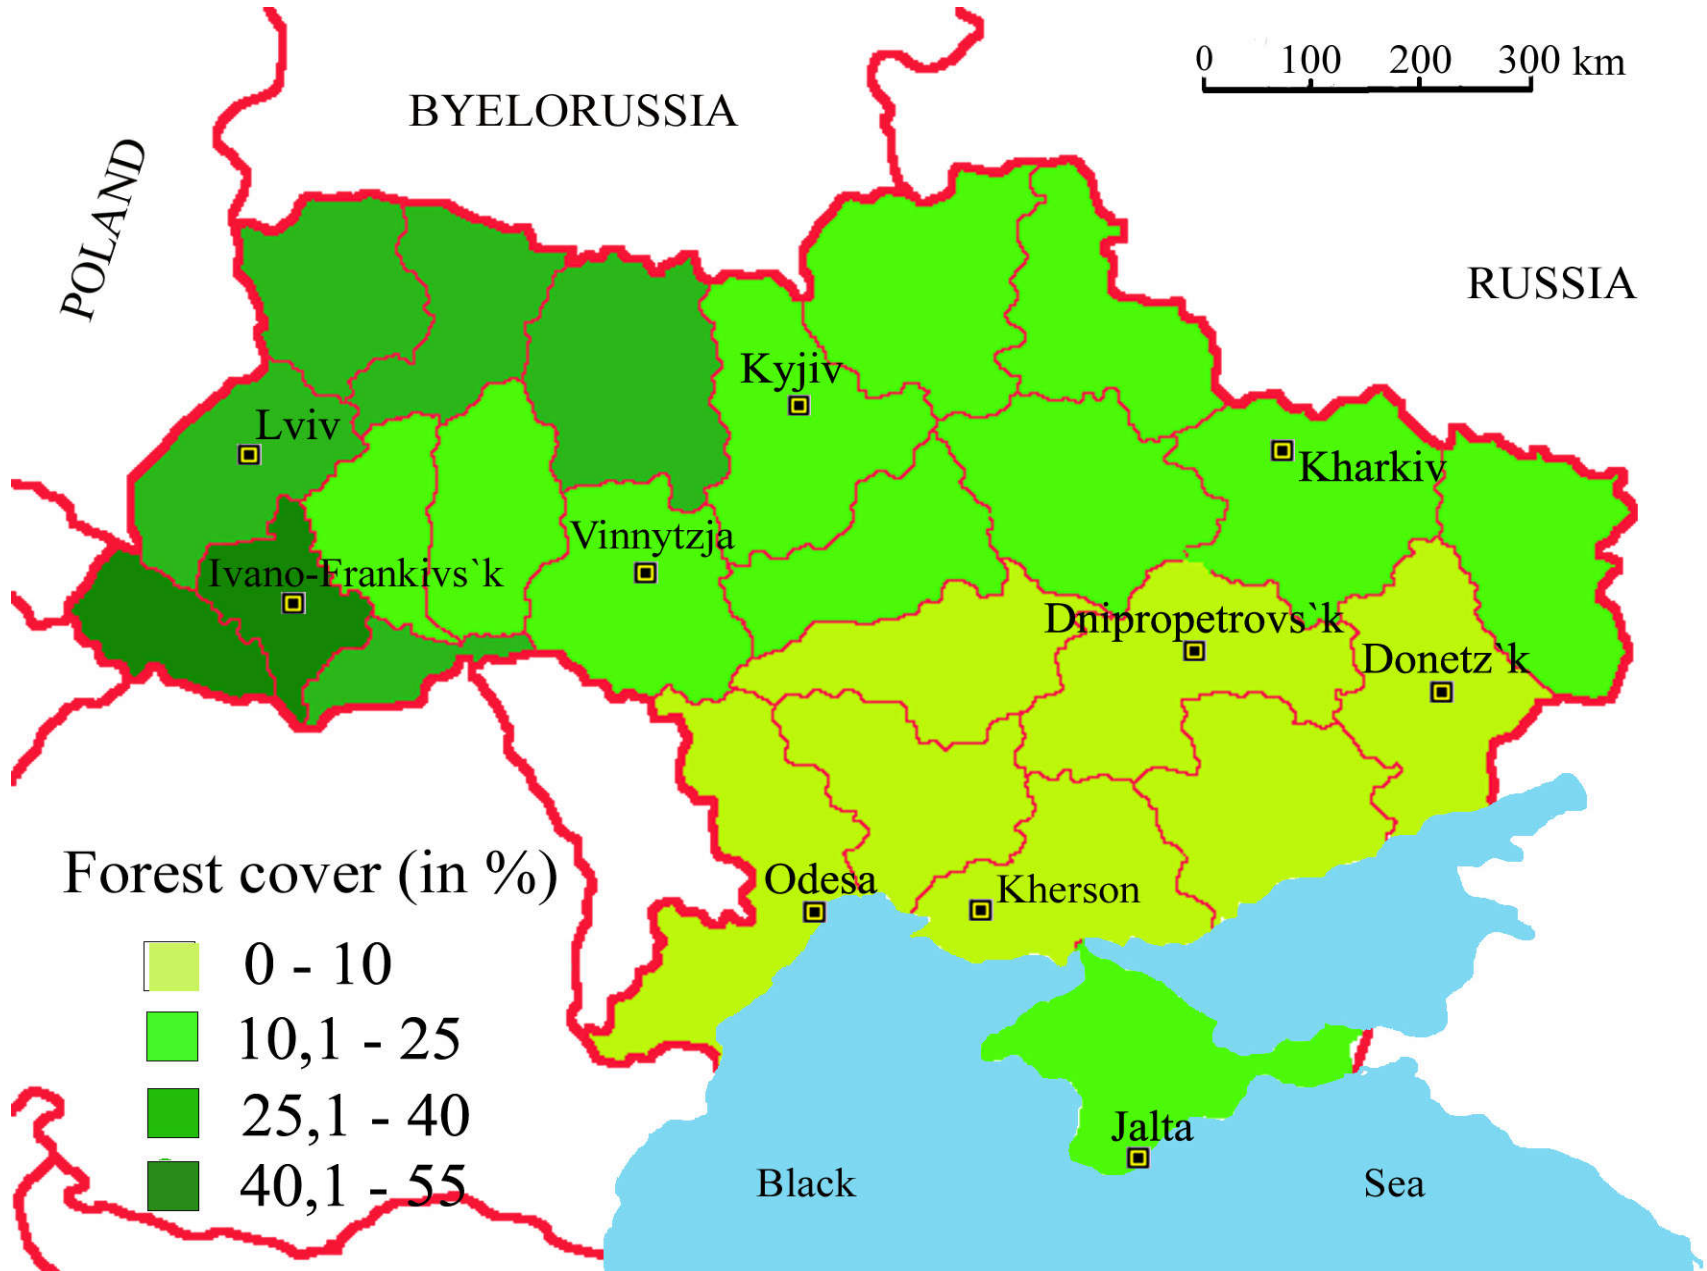 0 100 200 300 km
BYELORUSSIA
POLAND
RUSSIA
Kyjiv
Lviv
Kharkiv
Vinnytzja
Ivano-Frankivs`k
Dnipropetrovs`k
Donetz`k
Forest cover (in %)
Odesa
Kherson
0 - 10
10,1 - 25
25,1 - 40
40,1 - 55
Jalta
Black Sea